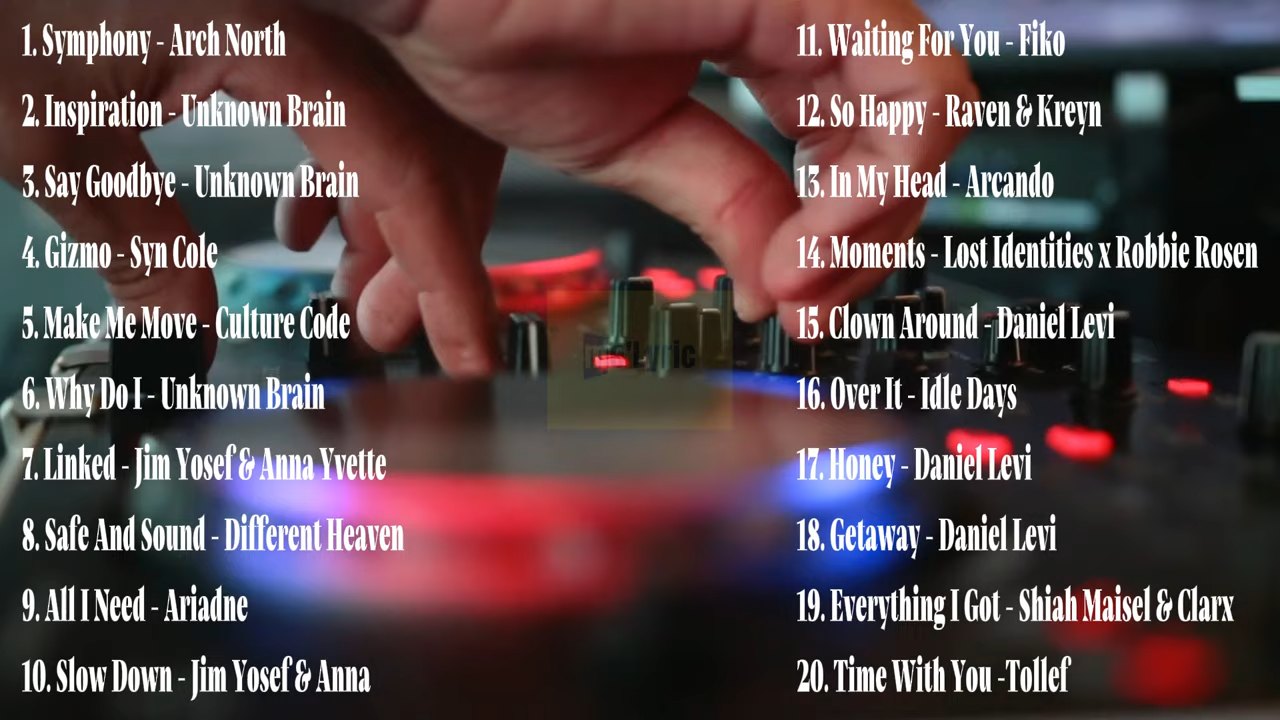 1. Symphony - Arch North
2. Inspiration - Unknown Brain
3. Say Goodbye - Unknown Brain
4. Gizmo - Syn Cole
5. Make Me Move - Culture Code
6. Why Do I - Unknown Brain
7. Linked - Jim Yosef & Anna Yvette
8. Safe And Sound - Different Heaven
9. All I Need - Ariadne
10. Slow Down - Jim Yosef & Anna
11. Waiting For You - Fiko
12. So Happy - Raven & Kreyn
13. In My Head - Arcando
14. Moments - Lost Identities x Robbie Rosen
15. Clown Around - Daniel Levi
16. Over It - Idle Days
17. Honey - Daniel Levi
18. Getaway - Daniel Levi
19. Everything I Got - Shiah Maisel & Clarx
20. Time With You -Tollef